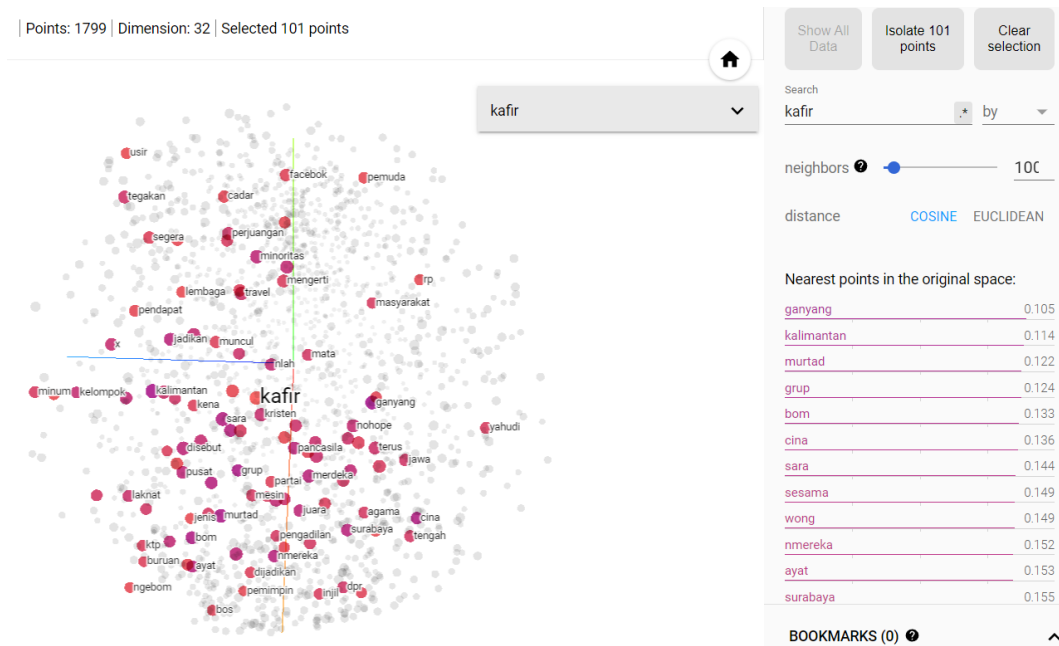 Points: 1799 | Dimension: 32 | Selected 101 points
Show All Data
Isolate 101 points
Clear selection
kafir
Search
kafir
.*
by
neighbors
100
distance
COSINE
EUCLIDEAN
Nearest points in the original space:
ganyang 0.105
kalimantan 0.114
murtad 0.122
grup 0.124
bom 0.133
cina 0.136
sara 0.144
sesama 0.149
wong 0.149
nmereka 0.152
ayat 0.153
surabaya 0.155
BOOKMARKS (0)
usir
facebok
pemuda
tegakan
cadar
segera
perjuangan
minoritas
mengerti
rp
lembaga
travel
masyarakat
pendapat
x
jadikan
muncul
mata
nlah
minum
kelompok
kalimantan
kafir
kena
ganyang
sara
kristen
nohope
yahudi
disebut
pancasila
terus
jawa
pusat
grup
merdeka
partai
laknat
mesin
jenis
murtad
juara
agama
cina
surabaya
tengah
ktp
bom
pengadilan
buruan
ayat
nmereka
dijadikan
ngebom
pemimpin
injil
dpr
bos